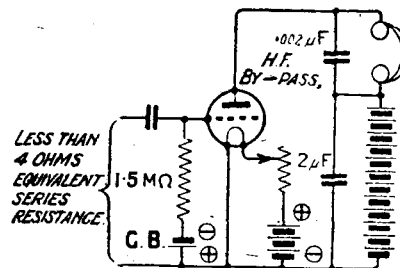 .002 μF
H.F.
BY-PASS.
LESS THAN
4 OHMS
EQUIVALENT
SERIES
RESISTANCE.
1.5 MΩ
2 μF
G.B.
⊖
⊕
⊕
⊖